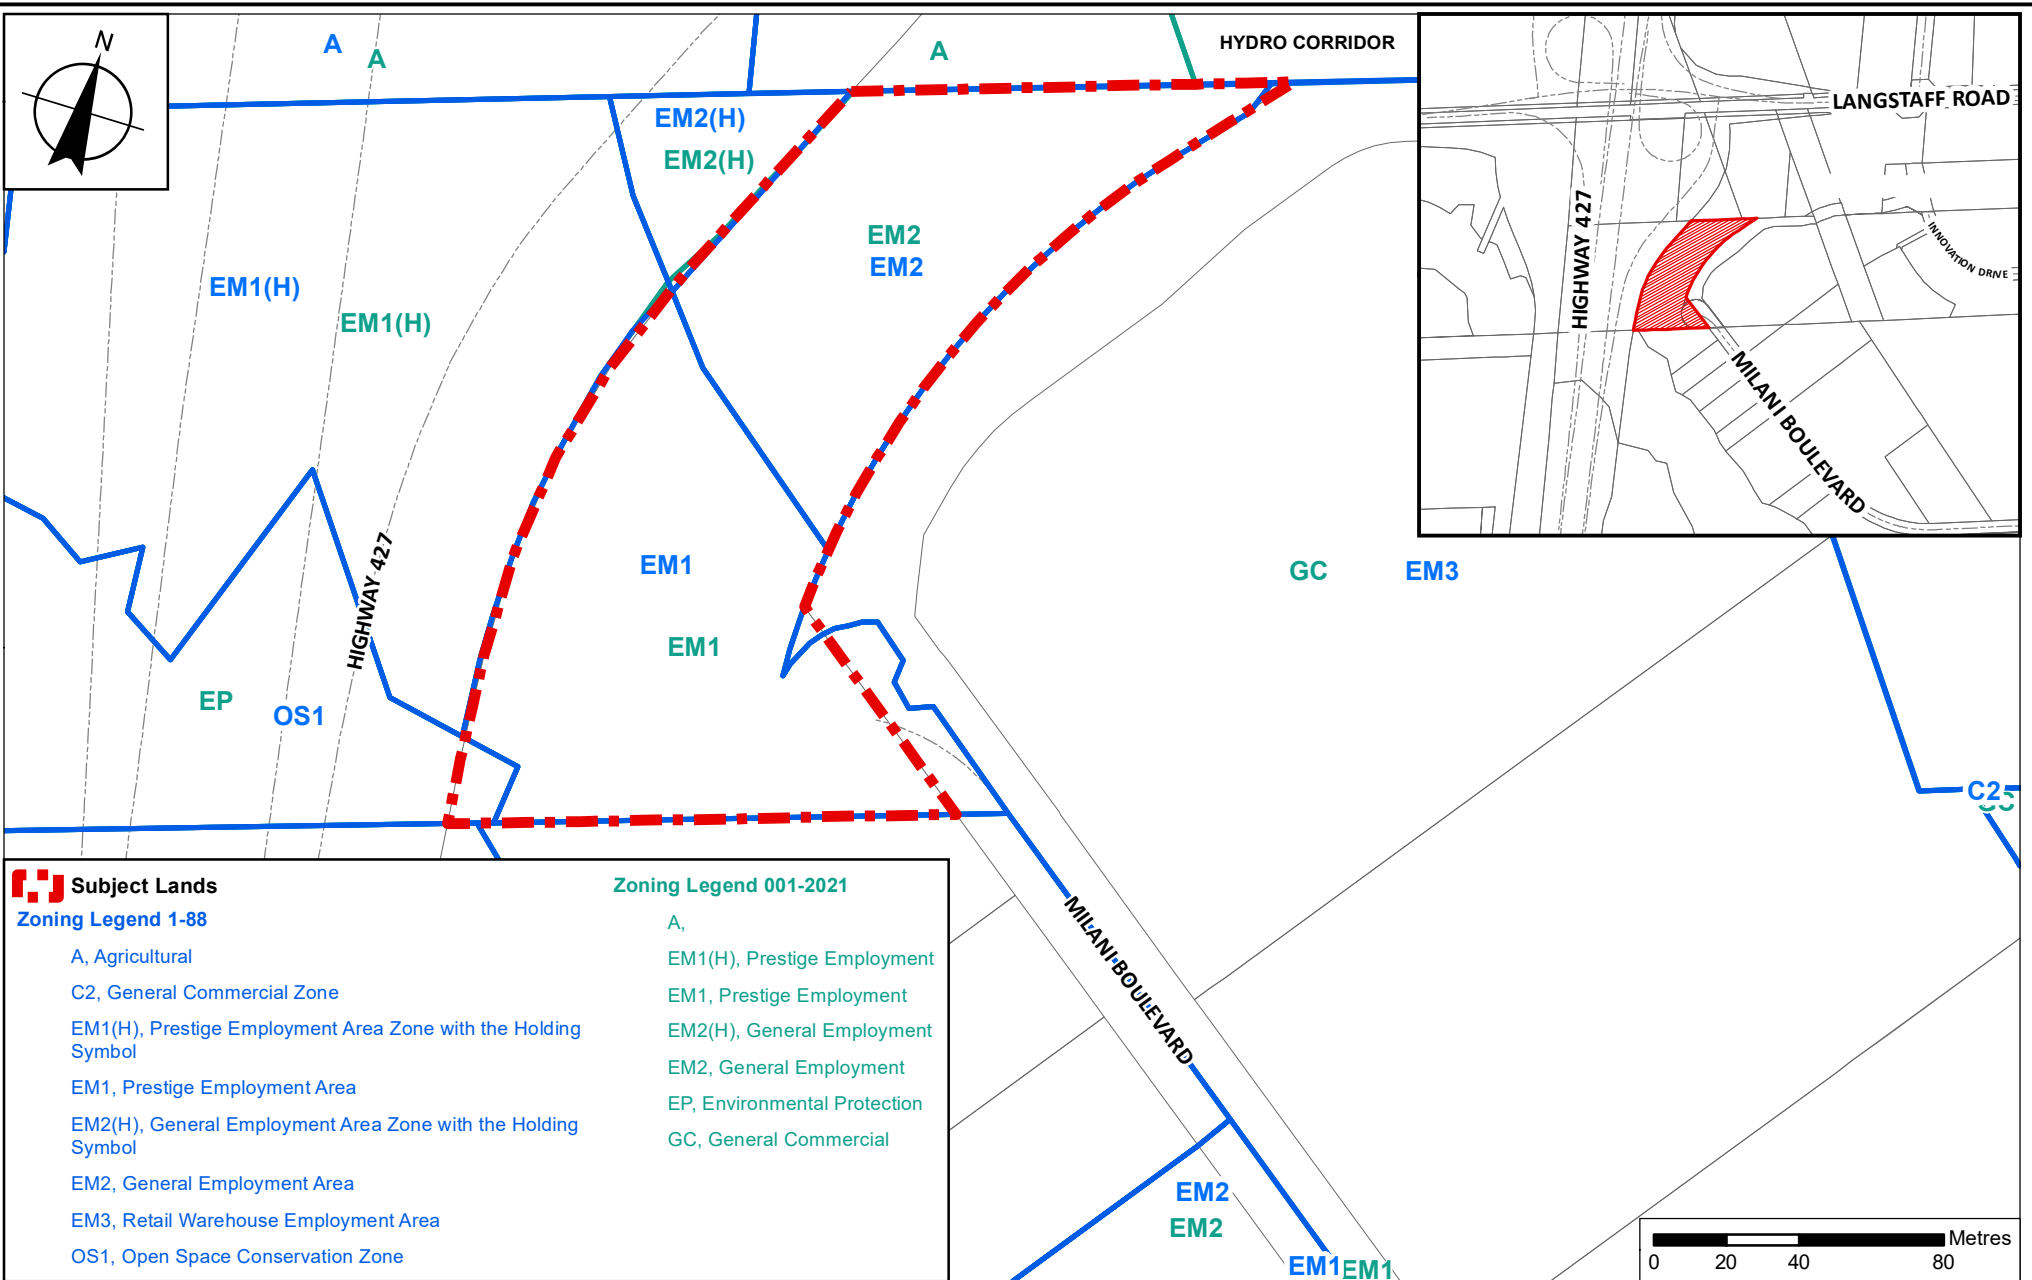 N
A
A
A
HYDRO CORRIDOR
EM2(H)
EM2(H)
EM2
EM2
EM1(H)
EM1(H)
HIGHWAY 427
EM1
EM1
EP
OS1
GC
EM3
C2
GC
MILANI BOULEVARD
EM2
EM2
EM1
EM1
LANGSTAFF ROAD
HIGHWAY 427
INNOVATION DRIVE
MILANI BOULEVARD
Subject Lands
Zoning Legend 1-88
A, Agricultural
C2, General Commercial Zone
EM1(H), Prestige Employment Area Zone with the Holding
Symbol
EM1, Prestige Employment Area
EM2(H), General Employment Area Zone with the Holding
Symbol
EM2, General Employment Area
EM3, Retail Warehouse Employment Area
OS1, Open Space Conservation Zone
Zoning Legend 001-2021
A,
EM1(H), Prestige Employment
EM1, Prestige Employment
EM2(H), General Employment
EM2, General Employment
EP, Environmental Protection
GC, General Commercial
Metres
0 20 40 80